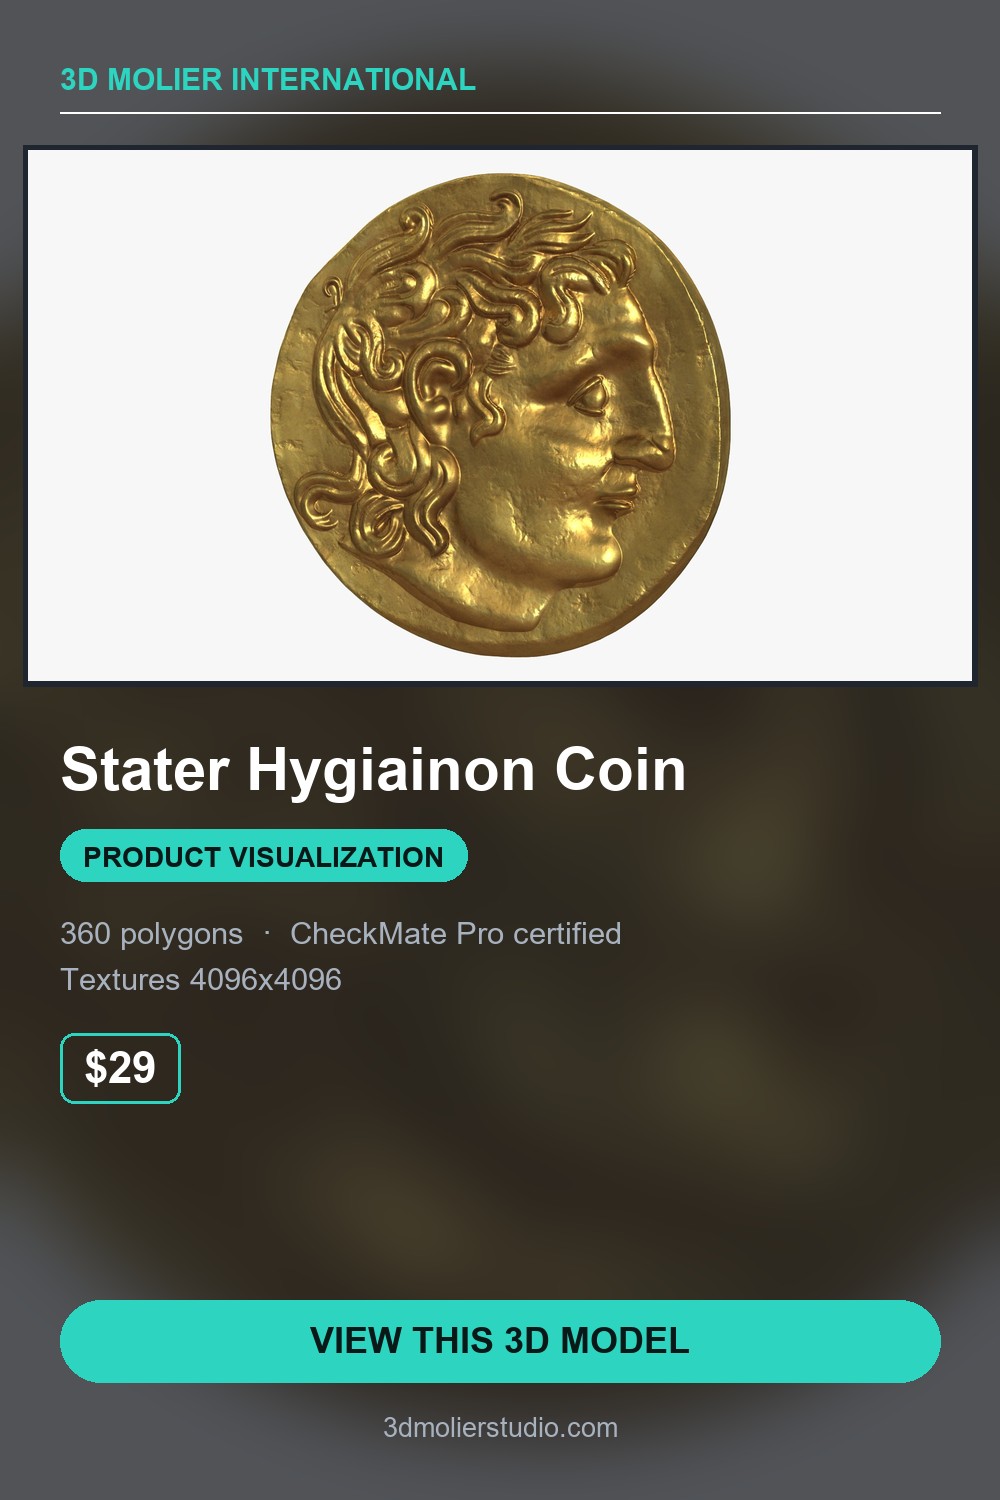 3D MOLIER INTERNATIONAL
Stater Hygiainon Coin
PRODUCT VISUALIZATION
360 polygons · CheckMate Pro certified
Textures 4096x4096
$29
VIEW THIS 3D MODEL
3dmolierstudio.com